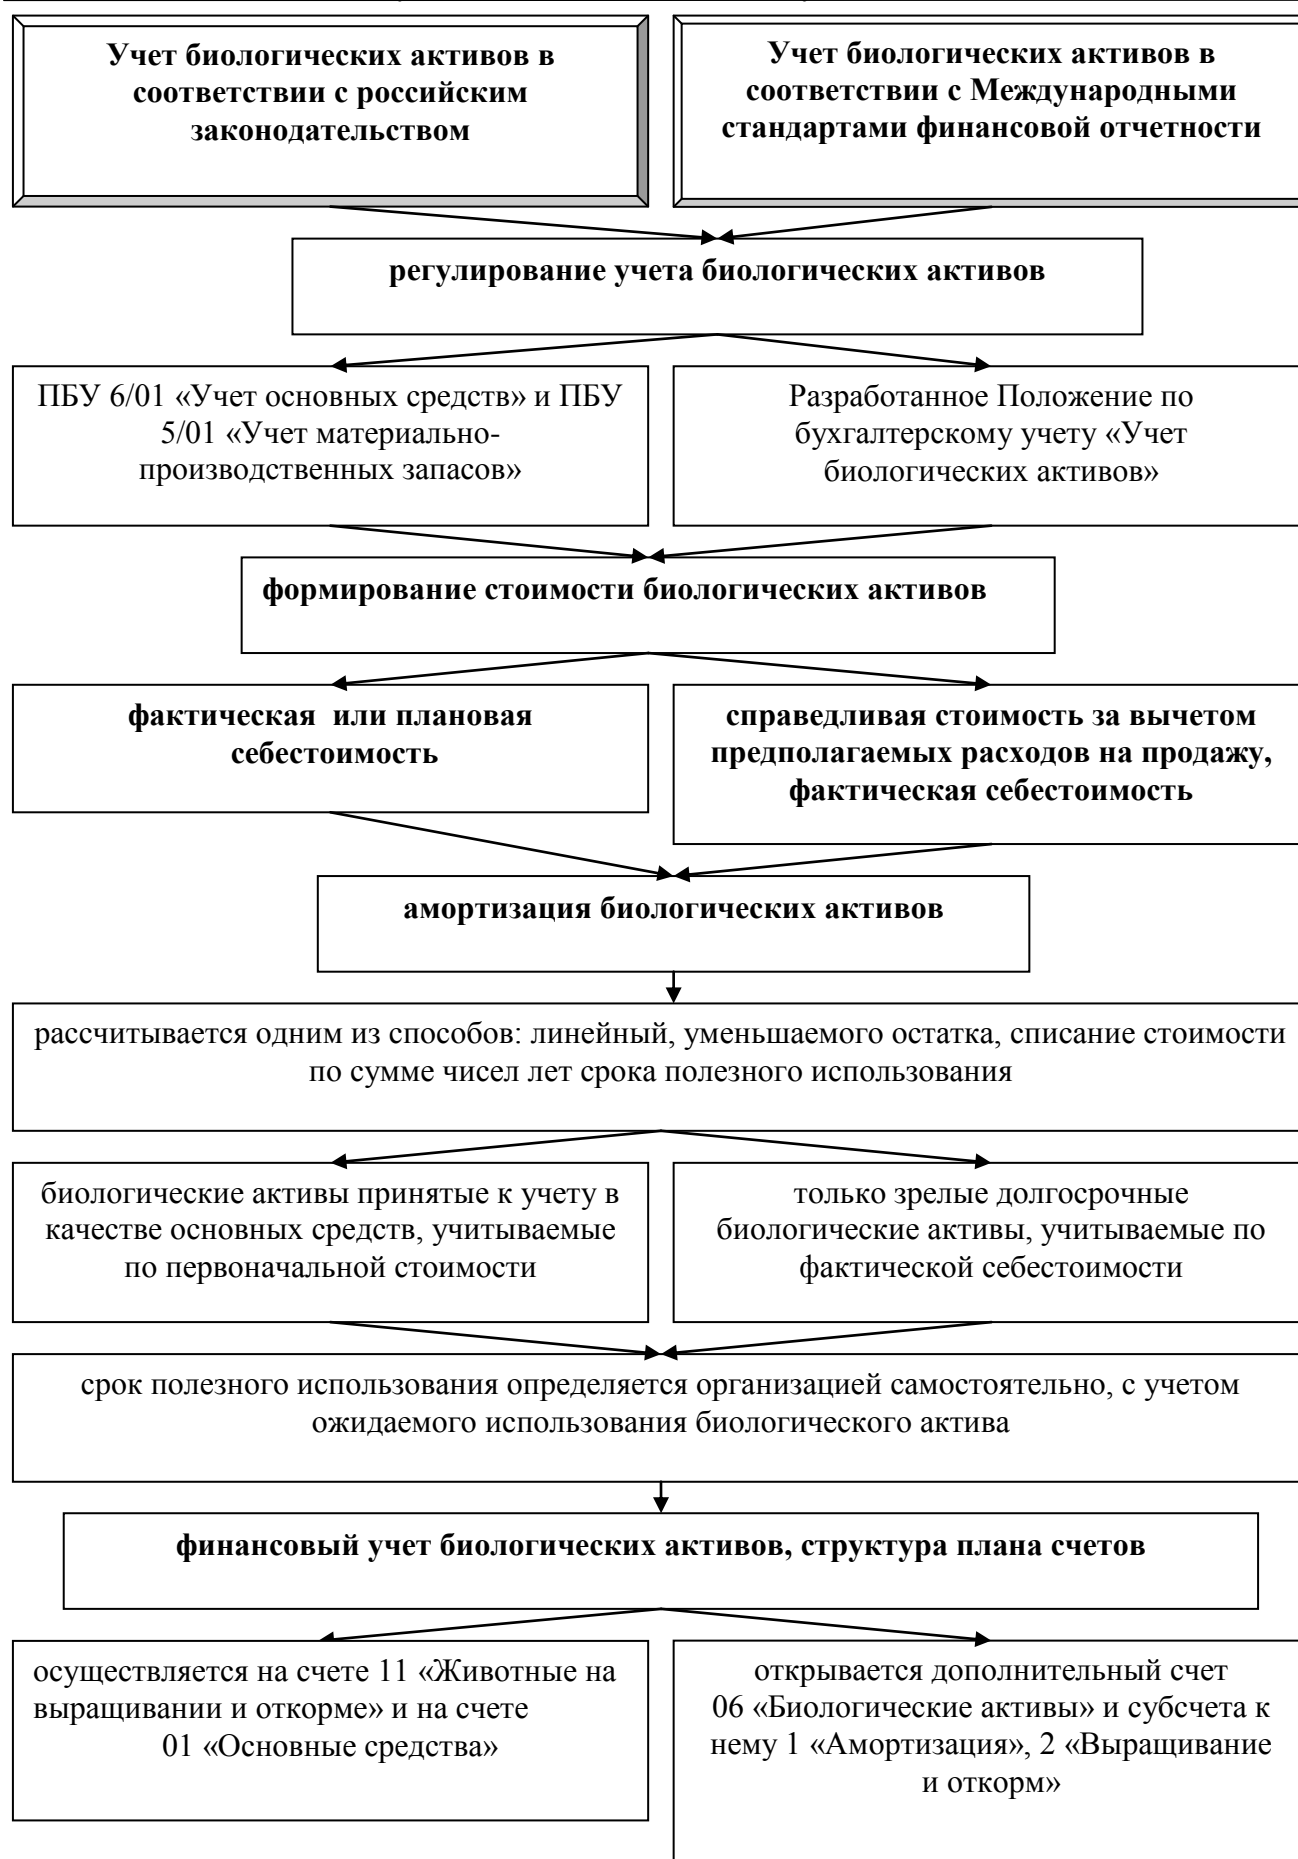 Учет биологических активов в
соответствии с российским
законодательством
Учет биологических активов в
соответствии с Международными
стандартами финансовой отчетности
регулирование учета биологических активов
ПБУ 6/01 «Учет основных средств» и ПБУ
5/01 «Учет материально-
производственных запасов»
Разработанное Положение по
бухгалтерскому учету «Учет
биологических активов»
формирование стоимости биологических активов
фактическая или плановая
себестоимость
справедливая стоимость за вычетом
предполагаемых расходов на продажу,
фактическая себестоимость
амортизация биологических активов
рассчитывается одним из способов: линейный, уменьшаемого остатка, списание стоимости
по сумме чисел лет срока полезного использования
биологические активы принятые к учету в
качестве основных средств, учитываемые
по первоначальной стоимости
только зрелые долгосрочные
биологические активы, учитываемые по
фактической себестоимости
срок полезного использования определяется организацией самостоятельно, с учетом
ожидаемого использования биологического актива
финансовый учет биологических активов, структура плана счетов
осуществляется на счете 11 «Животные на
выращивании и откорме» и на счете
01 «Основные средства»
открывается дополнительный счет
06 «Биологические активы» и субсчета к
нему 1 «Амортизация», 2 «Выращивание
и откорм»